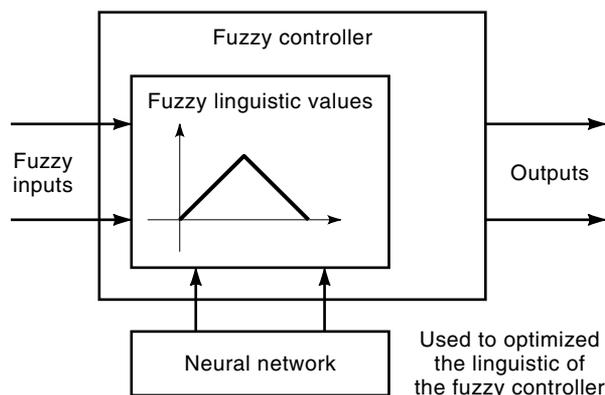 Fuzzy controller
Fuzzy linguistic values
Fuzzy
inputs
Outputs
Neural network
Used to optimized
the linguistic of
the fuzzy controller